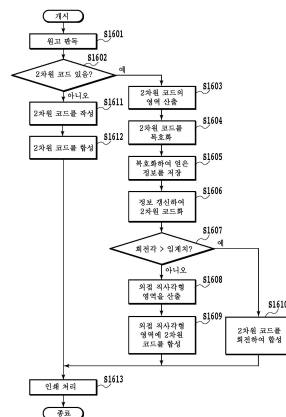 개시
원고 판독
S1601
S1602
2차원 코드 있음?
예
아니오
2차원 코드의
영역 산출
S1603
2차원 코드를 작성
S1611
2차원 코드를
복호화
S1604
2차원 코드를 합성
S1612
복호화하여 얻은
정보를 저장
S1605
정보 갱신하여
2차원 코드화
S1606
S1607
회전각 > 임계치?
예
아니오
외접 직사각형
영역을 산출
S1608
외접 직사각형
영역에 2차원
코드를 합성
S1609
S1610
2차원 코드를
회전하여 합성
인쇄 처리
S1613
종료